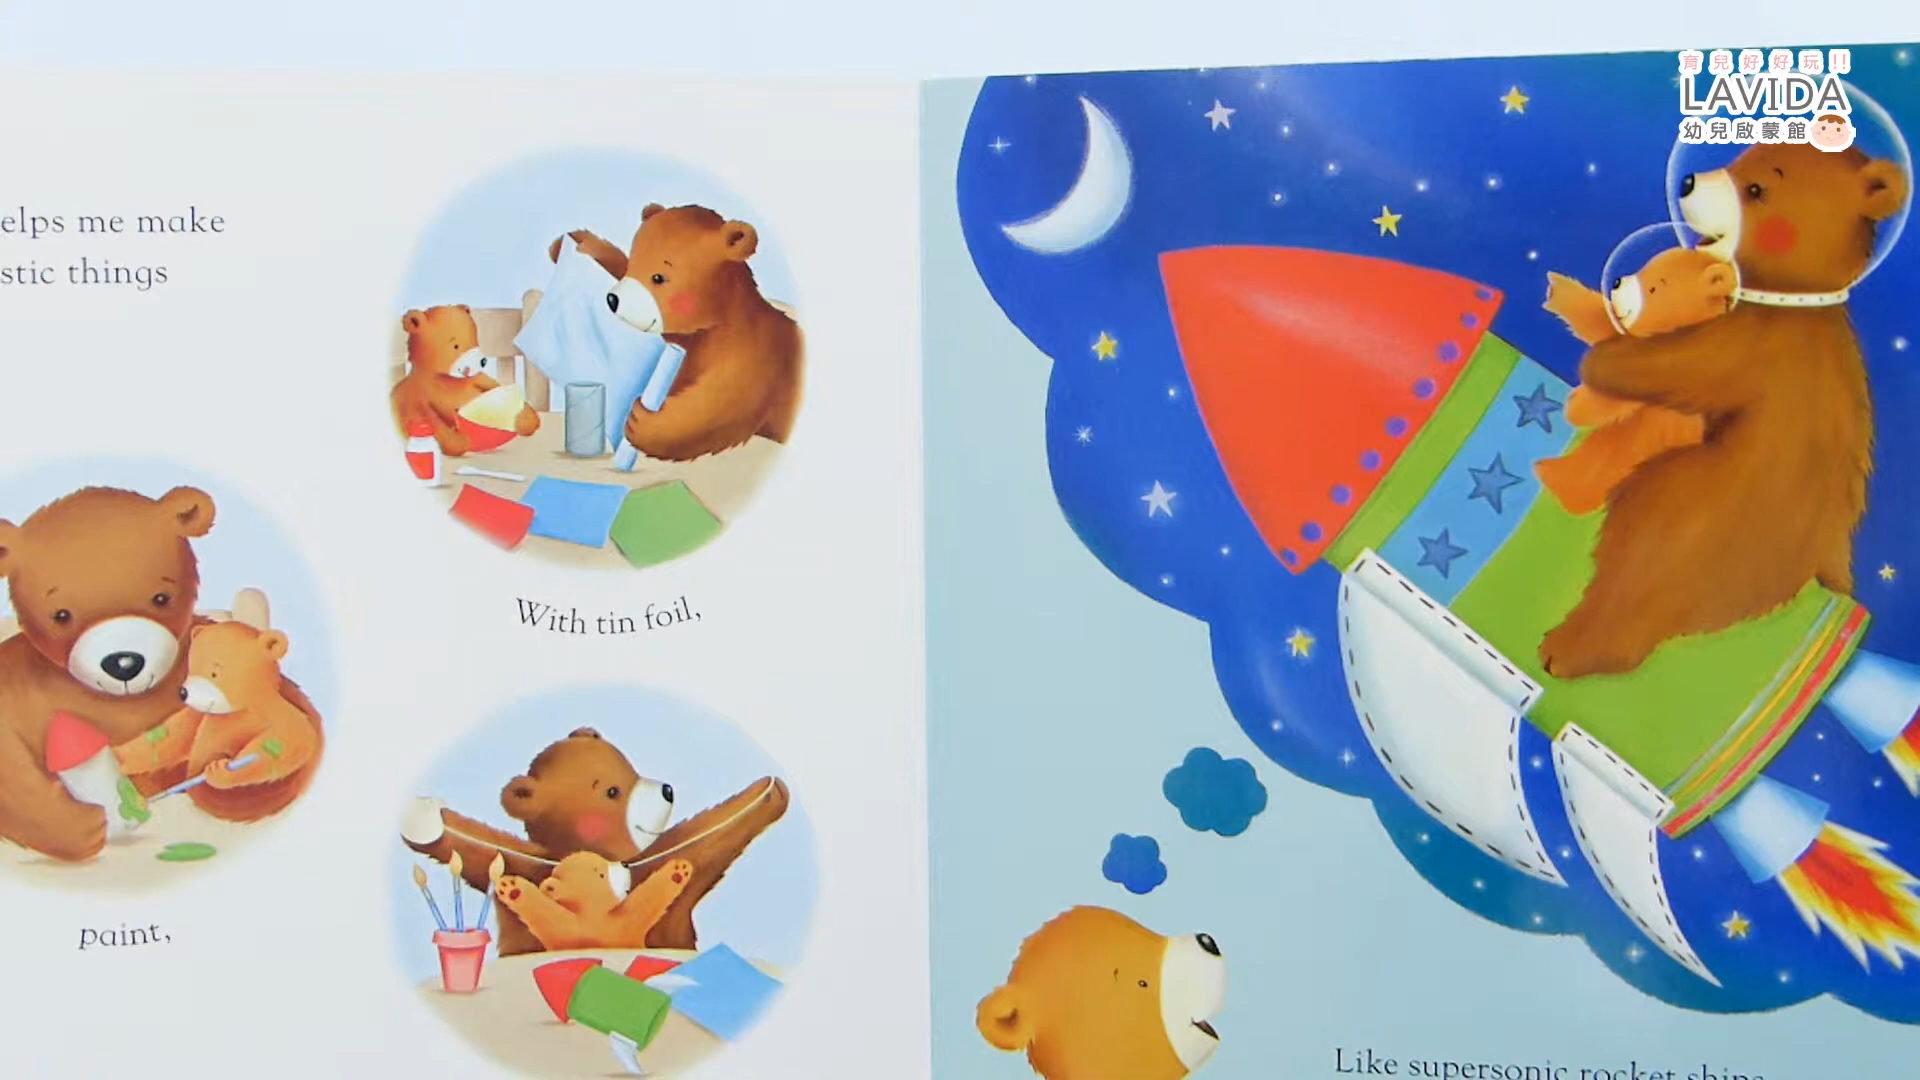 elps me make
stic things
With tin foil,
paint,
Like supersonic rocket ships
育兒好好玩!!
LAVIDA
幼兒啟蒙館